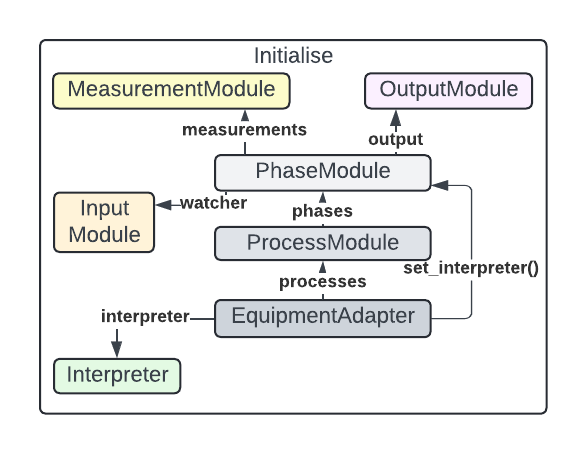 Initialise
MeasurementModule
OutputModule
measurements
output
PhaseModule
watcher
Input
Module
phases
ProcessModule
set_interpreter()
processes
interpreter
EquipmentAdapter
Interpreter